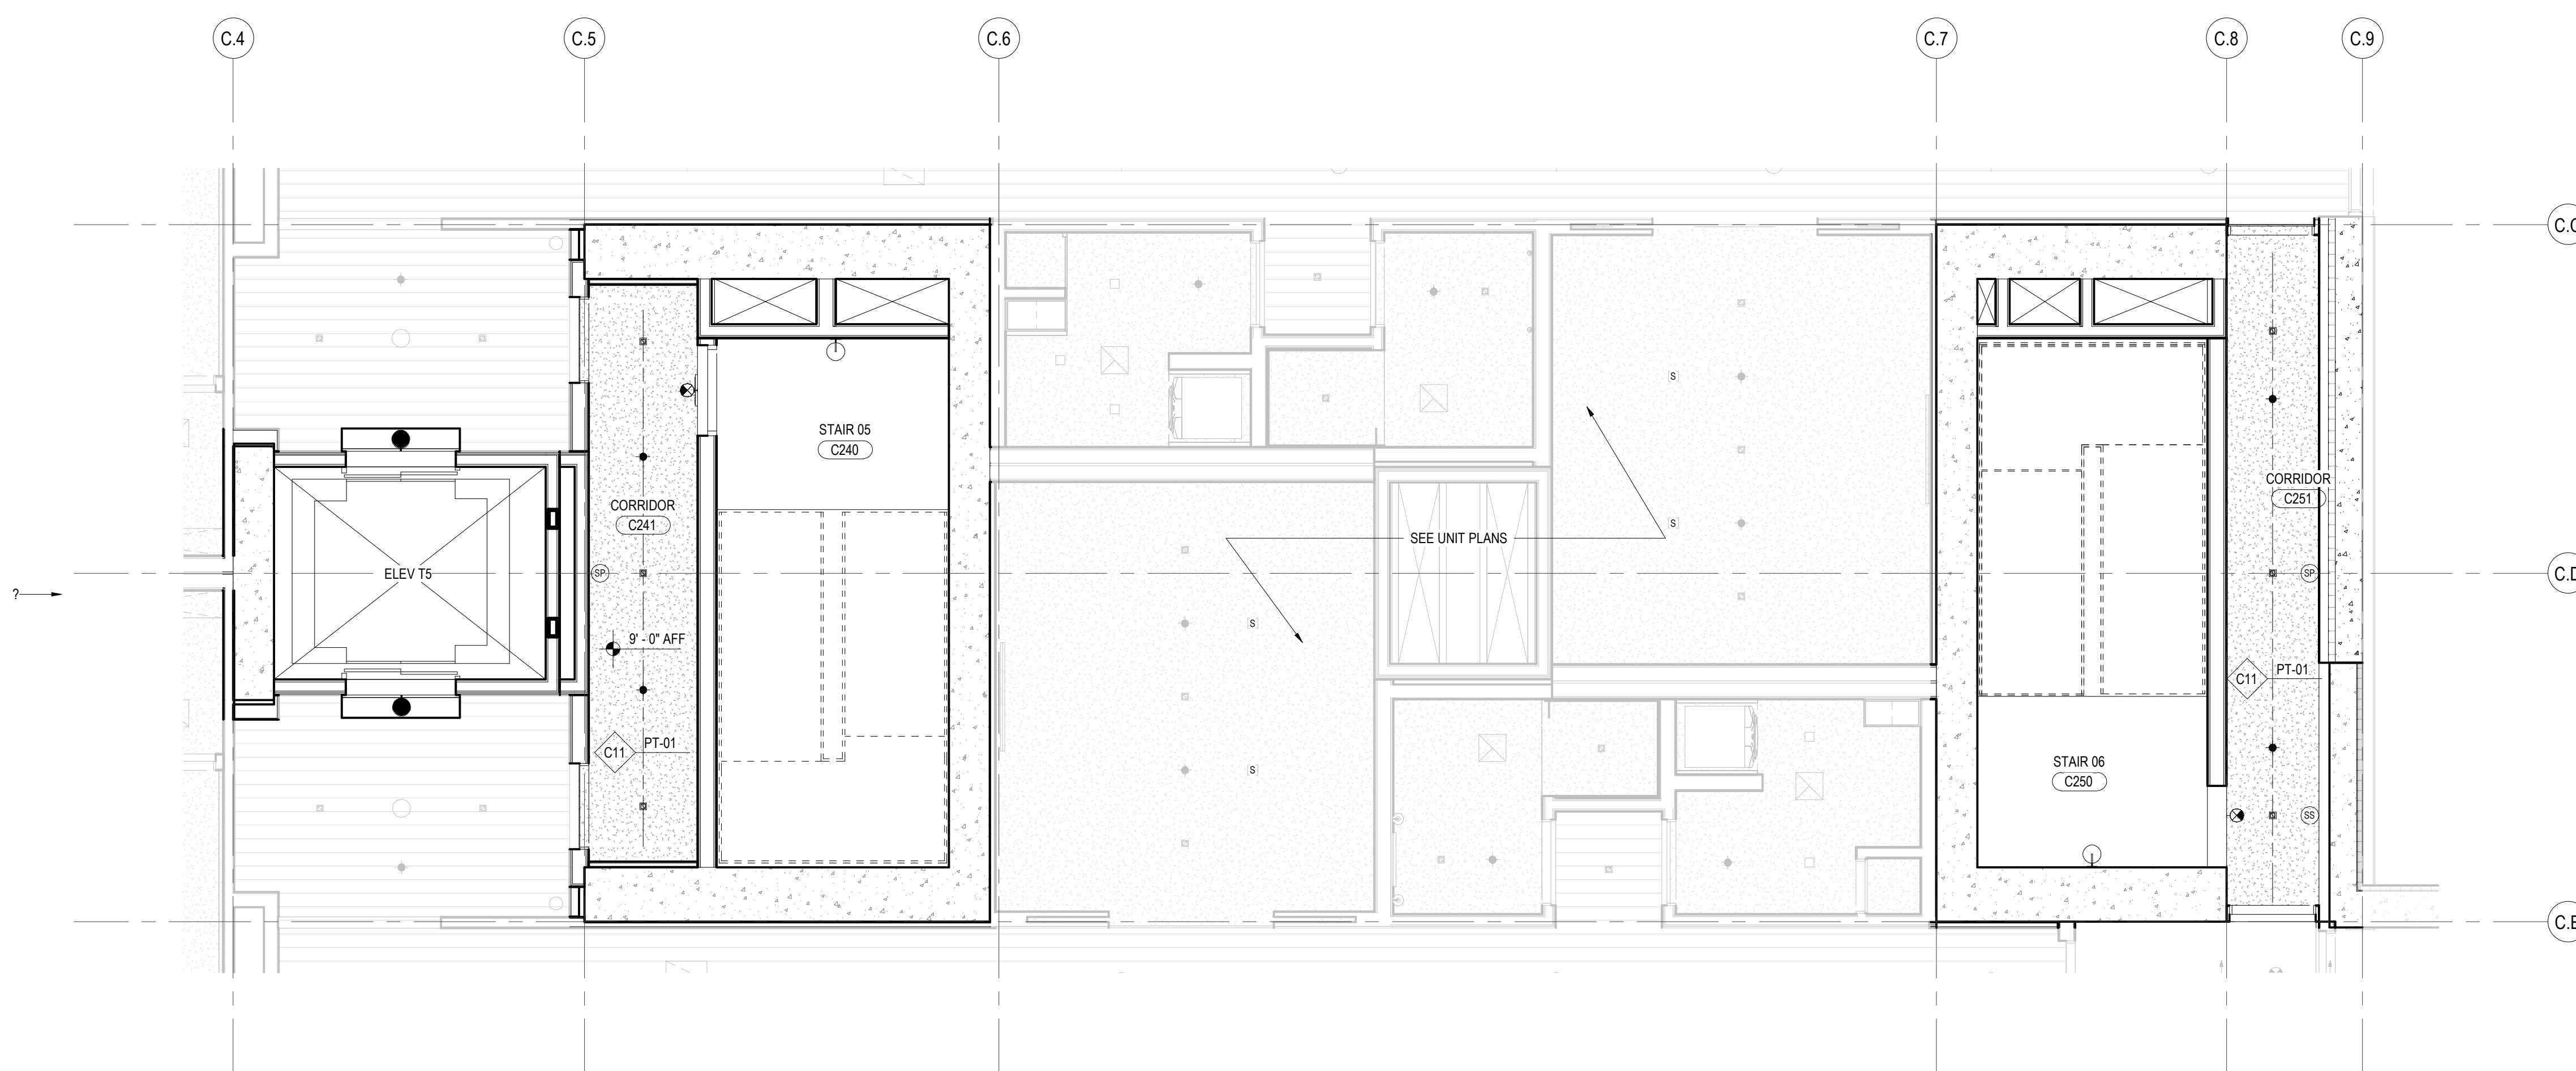 C.4
C.5
C.6
C.7
C.8
C.9
S
STAIR 05
C240
CORRIDOR
C241
CORRIDOR
C251
S
SEE UNIT PLANS
ELEV T5
SP
SP
?
S
9' - 0" AFF
C11
PT-01
C11
PT-01
S
STAIR 06
C250
SS